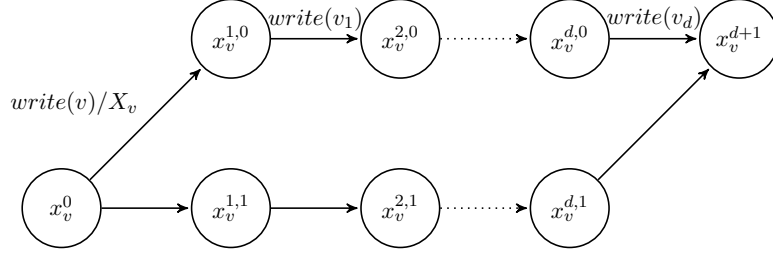 write(v_1) write(v_d)
x_v^{1,0} x_v^{2,0} x_v^{d,0} x_v^{d+1}
write(v)/X_v
x_v^0 x_v^{1,1} x_v^{2,1} x_v^{d,1}